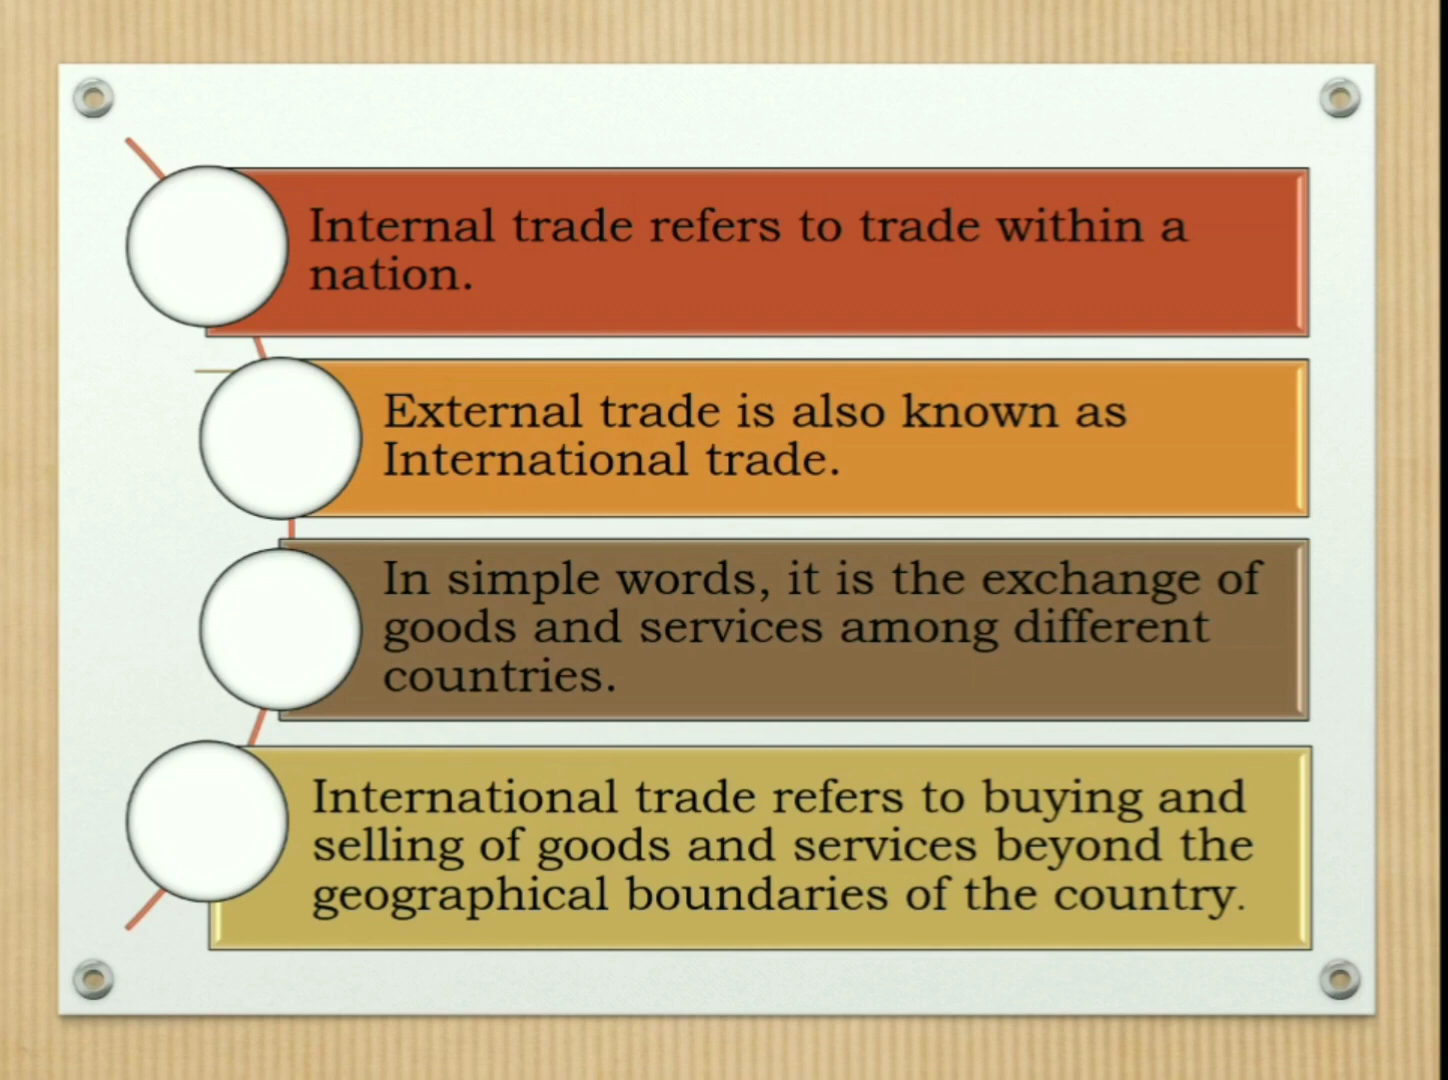 Internal trade refers to trade within a
nation.
External trade is also known as
International trade.
In simple words, it is the exchange of
goods and services among different
countries.
International trade refers to buying and
selling of goods and services beyond the
geographical boundaries of the country.